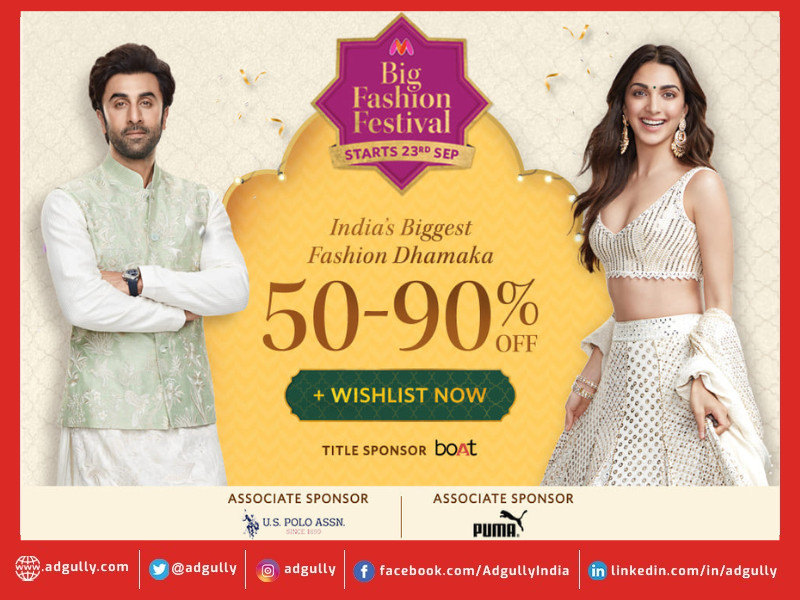 Big
Fashion
Festival
STARTS 23RD SEP
India's Biggest
Fashion Dhamaka
50-90% OFF
+ WISHLIST NOW
TITLE SPONSOR boAt
ASSOCIATE SPONSOR
U.S. POLO ASSN.
SINCE 1890
ASSOCIATE SPONSOR
PUMA
www.adgully.com
@adgully
adgully
facebook.com/AdgullyIndia
linkedin.com/in/adgully